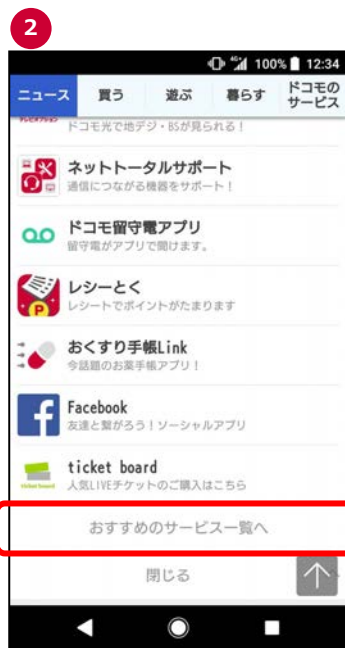 2
4G 100% 12:34
ニュース 買う 遊ぶ 暮らす ドコモの
サービス
ドコモ光で地デジ・BSが見られる！
ネットトータルサポート
通信につながる機器をサポート！
ドコモ留守電アプリ
留守電がアプリで聞けます。
レシーとく
レシートでポイントがたまります
おくすり手帳Link
今話題のお薬手帳アプリ！
Facebook
友達と繋がろう！ソーシャルアプリ
ticket board
人気LIVEチケットのご購入はこちら
おすすめのサービス一覧へ
閉じる